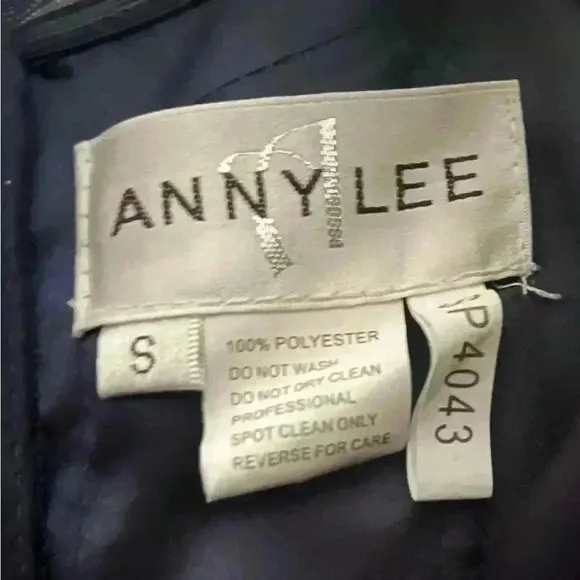 ANNY LEE
S
100% POLYESTER
DO NOT WASH
DO NOT DRY CLEAN
PROFESSIONAL
SPOT CLEAN ONLY
REVERSE FOR CARE
P4043